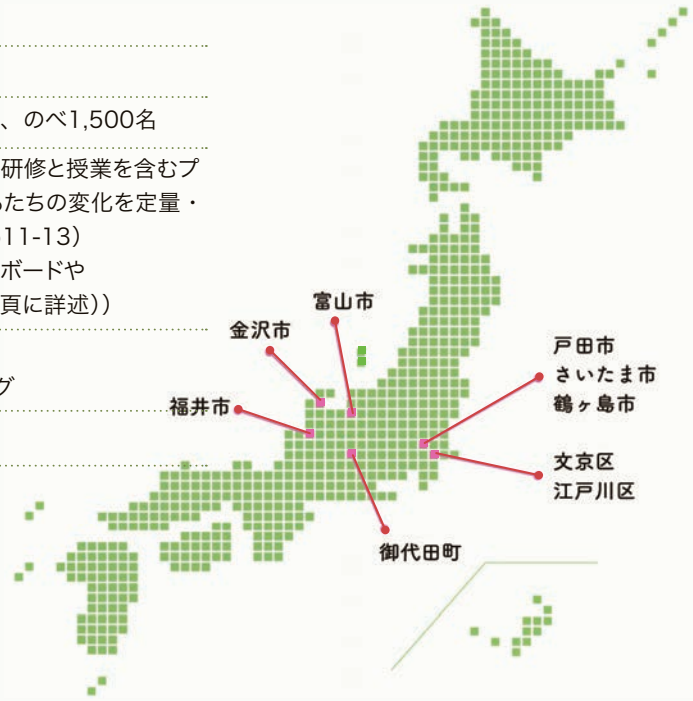 、のべ1,500名
研修と授業を含むプ
たちの変化を定量・
11-13）
ボードや
頁に詳述））
グ
富山市
金沢市
福井市
戸田市
さいたま市
鶴ヶ島市
文京区
江戸川区
御代田町